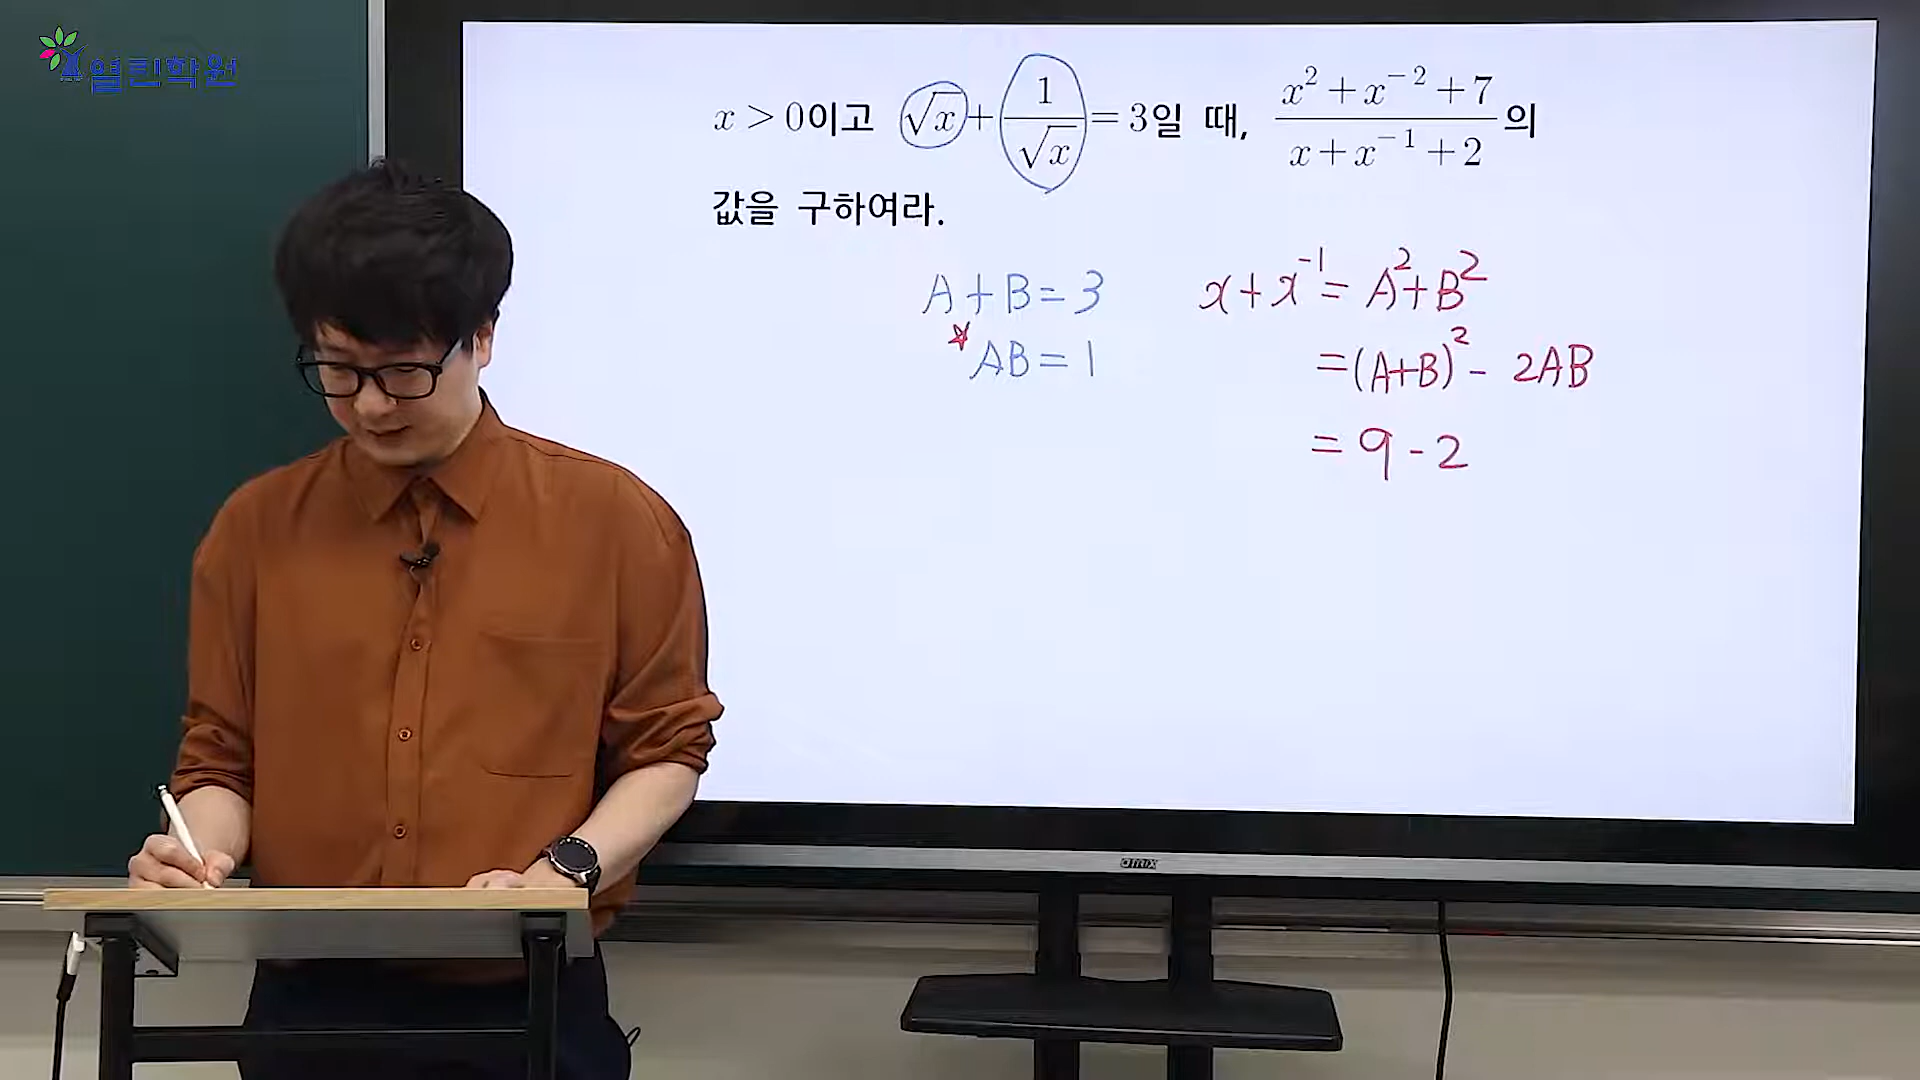 열린학원
x > 0이고 √x + 1/√x = 3일 때, (x² + x⁻² + 7)/(x + x⁻¹ + 2)의
값을 구하여라.
A + B = 3
AB = 1
x + x⁻¹ = A² + B²
= (A+B)² - 2AB
= 9 - 2
QTRIX